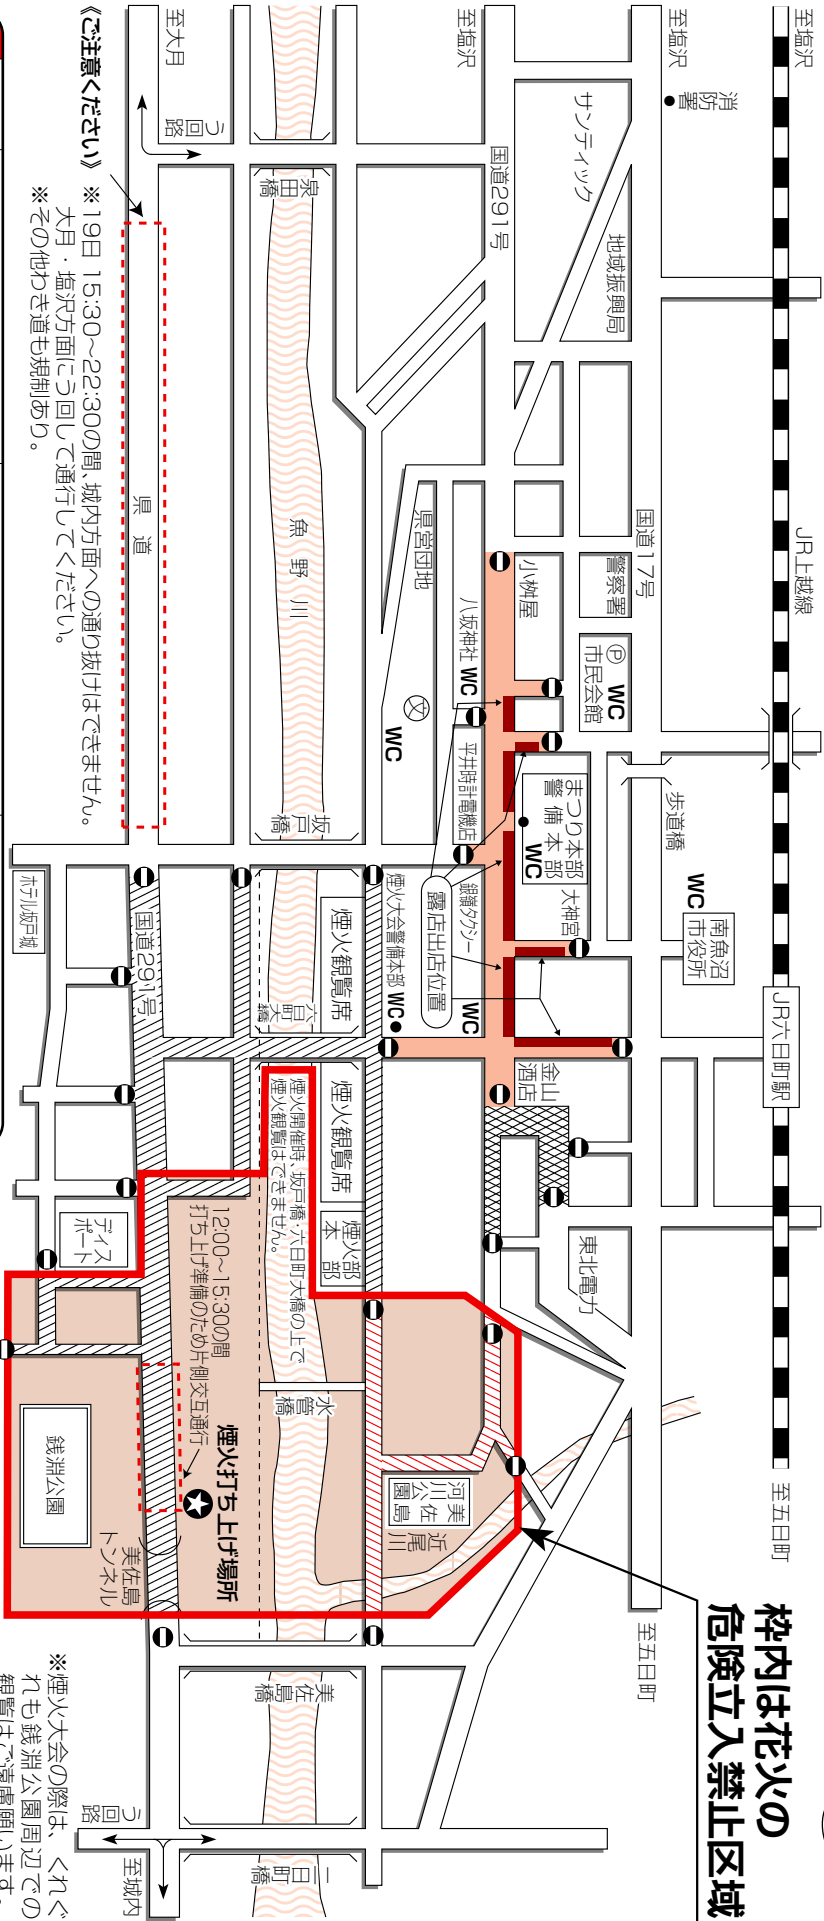 枠内は花火の
危険立入禁止区域
至塩沢
JR上越線
JR六日町駅
至五日町
至塩沢
消防署
国道17号
歩道橋
WC
南魚沼
市役所
至五日町
サンティック
地域振興局
警察署
Ⓟ WC
市民会館
まつり本部
警備本部
WC
大神宮
東北電力
至塩沢
国道291号
小桝屋
金山
酒店
県営団地
八坂神社 WC
平井時計電機店
銀嶺タクシー
露店出店位置
WC
文
WC
煙火大会警備本部 WC
河川公園
美佐島
近尾川
泉田橋
魚野川
坂戸橋
煙火観覧席
六日町大橋
煙火観覧席
煙火本部
煙火開催時、坂戸橋・六日町大橋の上で
煙火観覧はできません。
水管橋
美佐島橋
二日町橋
12:00～15:30の間
打ち上げ準備のため片側交互通行
煙火打ち上げ場所
至大月
う回路
県道
国道291号
美佐島
トンネル
う回路
至城内
ホテル坂戸城
ディスポート
銭淵公園
《ご注意ください》
※19日 15:30～22:30の間、城内方面への通り抜けはできません。
大月・塩沢方面にう回して通行してください。
※その他わき道も規制あり。
※煙火大会の際は、くれぐ
れも銭淵公園周辺での
観覧はご遠慮願います。